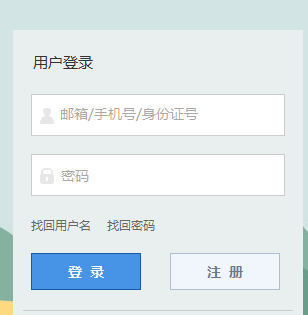 用户登录
邮箱/手机号/身份证号
密码
找回用户名 找回密码
登 录 注 册